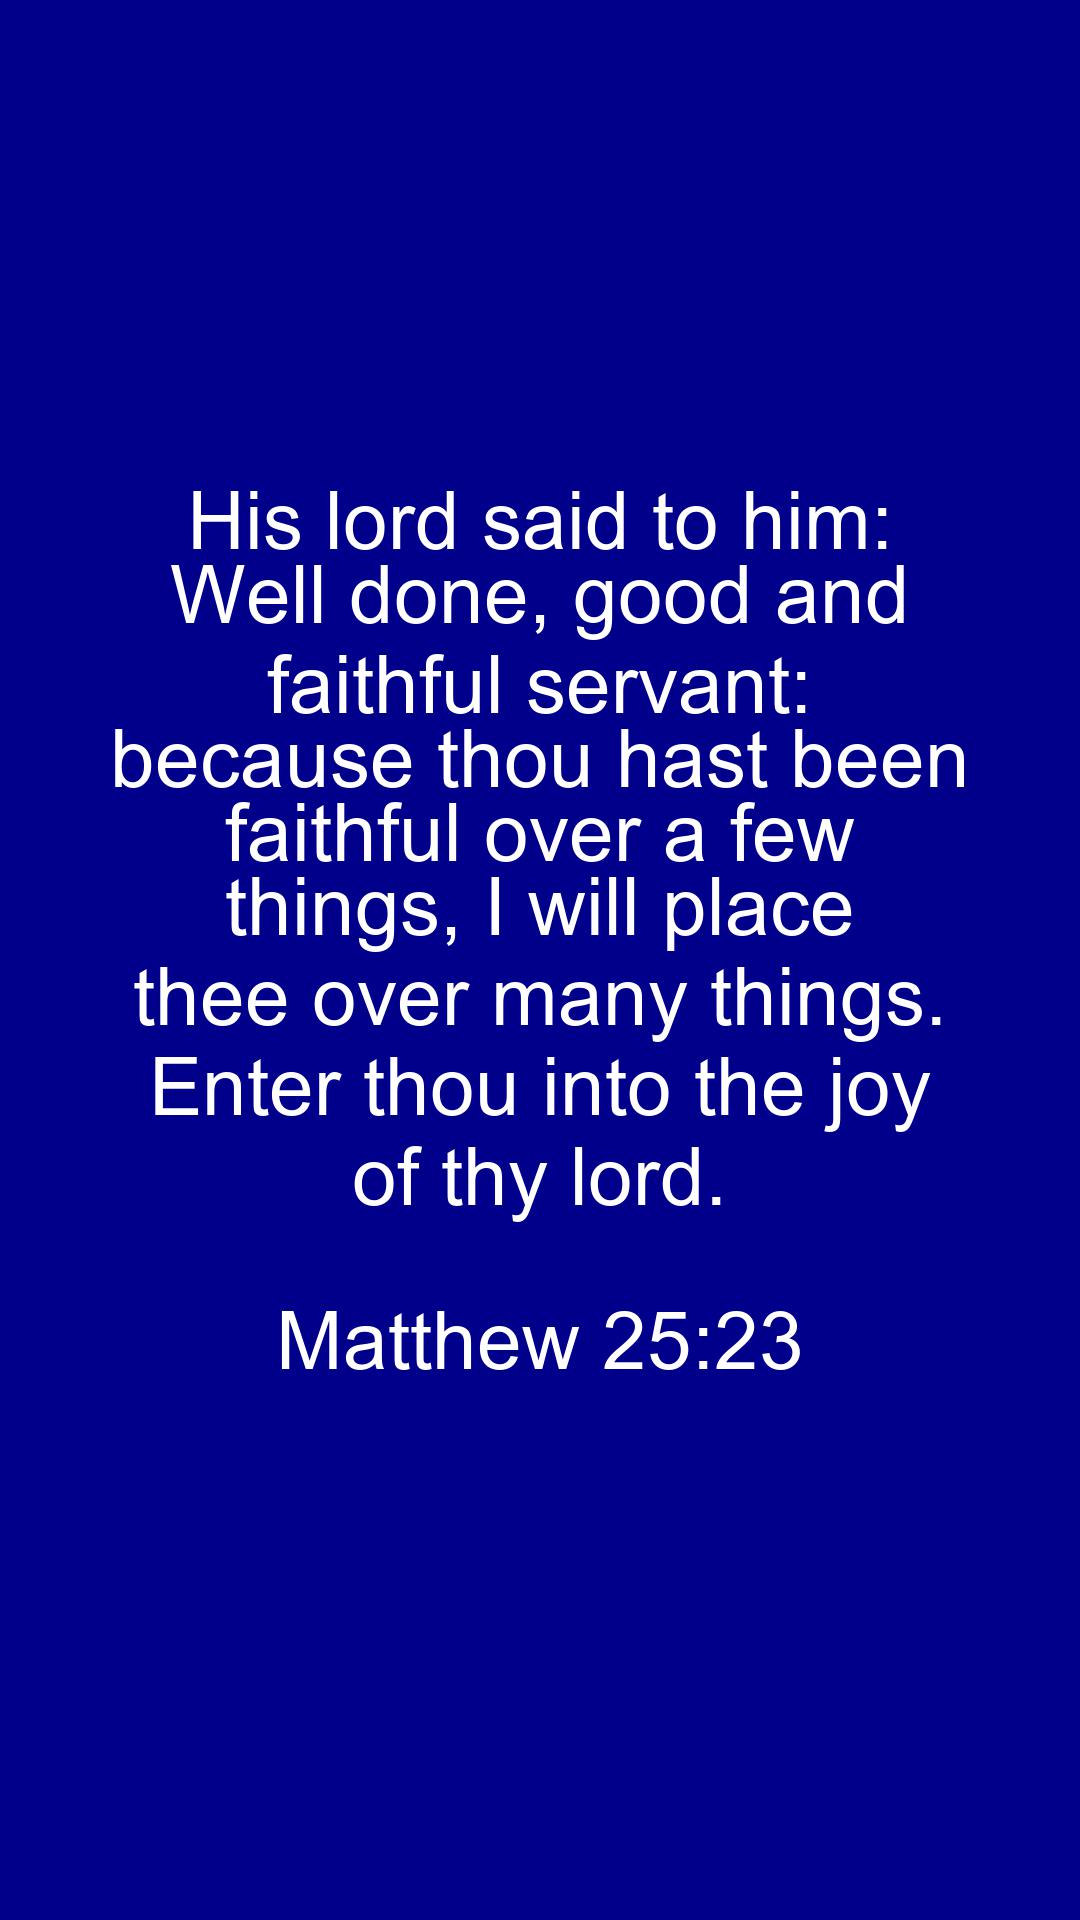 His lord said to him:
Well done, good and
faithful servant:
because thou hast been
faithful over a few
things, I will place
thee over many things.
Enter thou into the joy
of thy lord.
Matthew 25:23